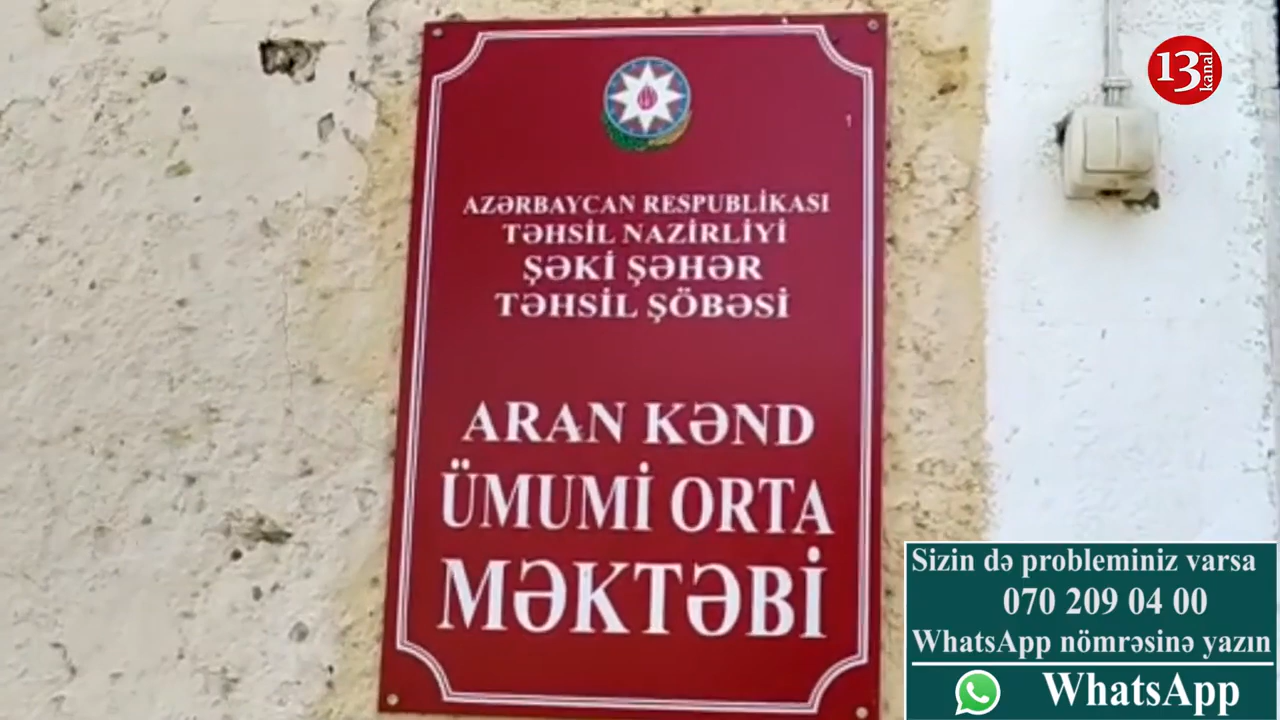 13 kanal
AZƏRBAYCAN RESPUBLİKASI
TƏHSİL NAZİRLİYİ
ŞƏKİ ŞƏHƏR
TƏHSİL ŞÖBƏSİ
ARAN KƏND
ÜMUMİ ORTA
MƏKTƏBİ
Sizin də probleminiz varsa
070 209 04 00
WhatsApp nömrəsinə yazın
WhatsApp